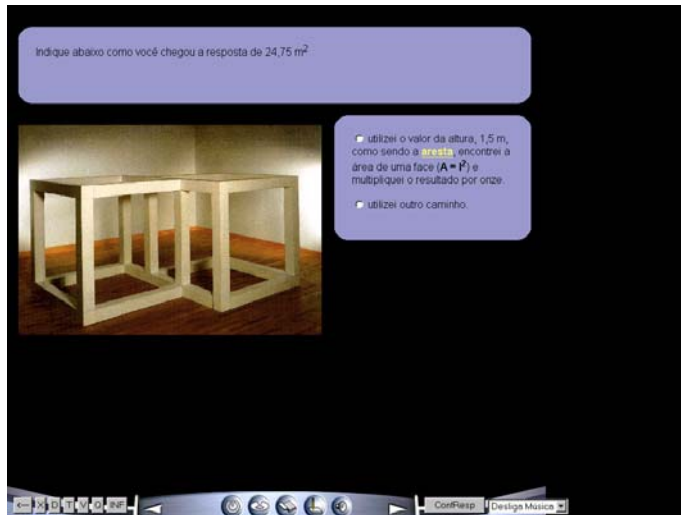 Indique abaixo como você chegou a resposta de 24,75 m²
utilizei o valor da altura, 1,5 m,
como sendo a aresta, encontrei a
área de uma face (A = l²) e
multipliquei o resultado por onze.
utilizei outro caminho.
X D T V O INF ConfResp Desliga Música